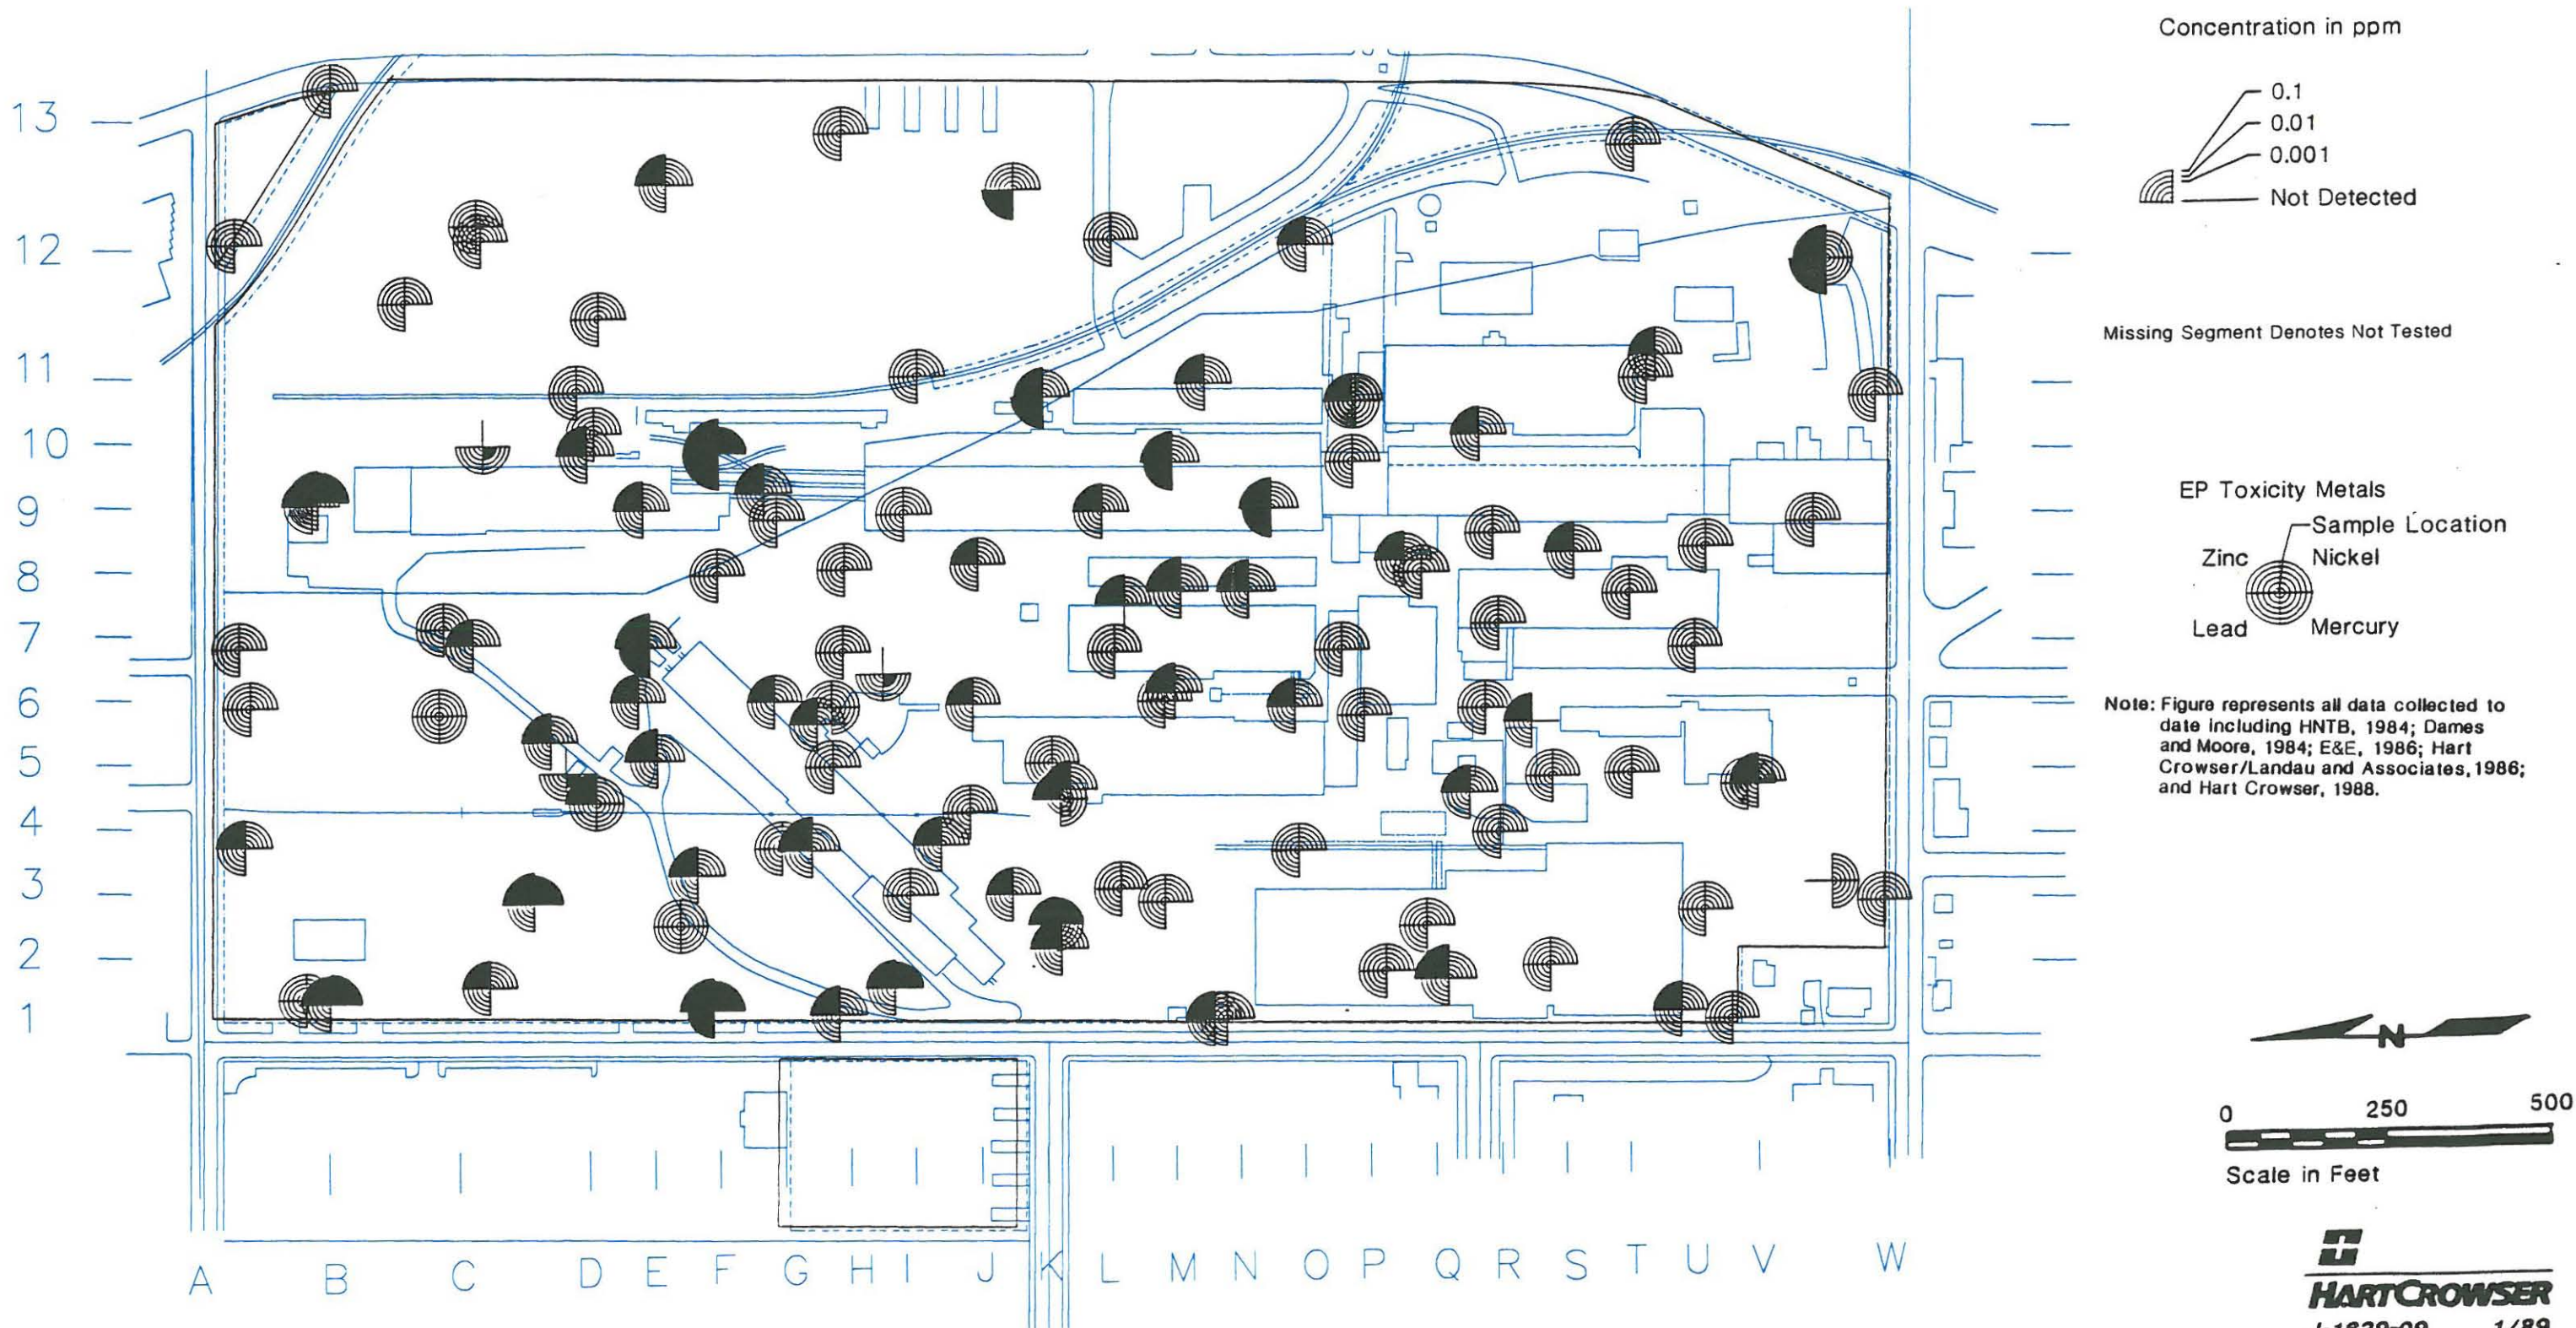 Concentration in ppm
0.1
0.01
0.001
Not Detected
Missing Segment Denotes Not Tested
EP Toxicity Metals
Sample Location
Zinc Nickel
Lead Mercury
Note: Figure represents all data collected to
date including HNTB, 1984; Dames
and Moore, 1984; E&E, 1986; Hart
Crowser/Landau and Associates, 1986;
and Hart Crowser, 1988.
N
0 250 500
Scale in Feet
HARTCROWSER
1/89
13
12
11
10
9
8
7
6
5
4
3
2
1
A B C D E F G H I J K L M N O P Q R S T U V W